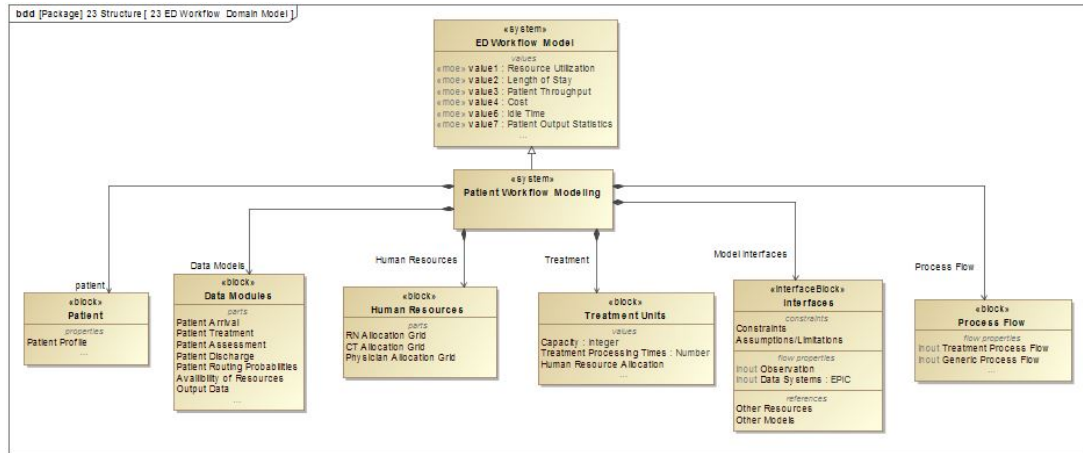 bdd [Package] 23 Structure [ 23 ED Workflow Domain Model ]
«system»
ED Workflow Model
values
«moe» value1 : Resource Utilization
«moe» value2 : Length of Stay
«moe» value3 : Patient Throughput
«moe» value4 : Cost
«moe» value6 : Idle Time
«moe» value7 : Patient Output Statistics
...
«system»
Patient Workflow Modeling
patient
Data Models
Human Resources
Treatment
Model Interfaces
Process Flow
«block»
Patient
properties
Patient Profile
...
«block»
Data Modules
parts
Patient Arrival
Patient Treatment
Patient Assessment
Patient Discharge
Patient Routing Probabilities
Availibility of Resources
Output Data
...
«block»
Human Resources
parts
RN Allocation Grid
CT Allocation Grid
Physician Allocation Grid
«block»
Treatment Units
values
Capacity : Integer
Treatment Processing Times : Number
Human Resource Allocation
...
«interfaceBlock»
Interfaces
constraints
Constraints
Assumptions/Limitations
flow properties
inout Observation
inout Data Systems : EPIC
references
Other Resources
Other Models
«block»
Process Flow
flow properties
inout Treatment Process Flow
inout Generic Process Flow
...